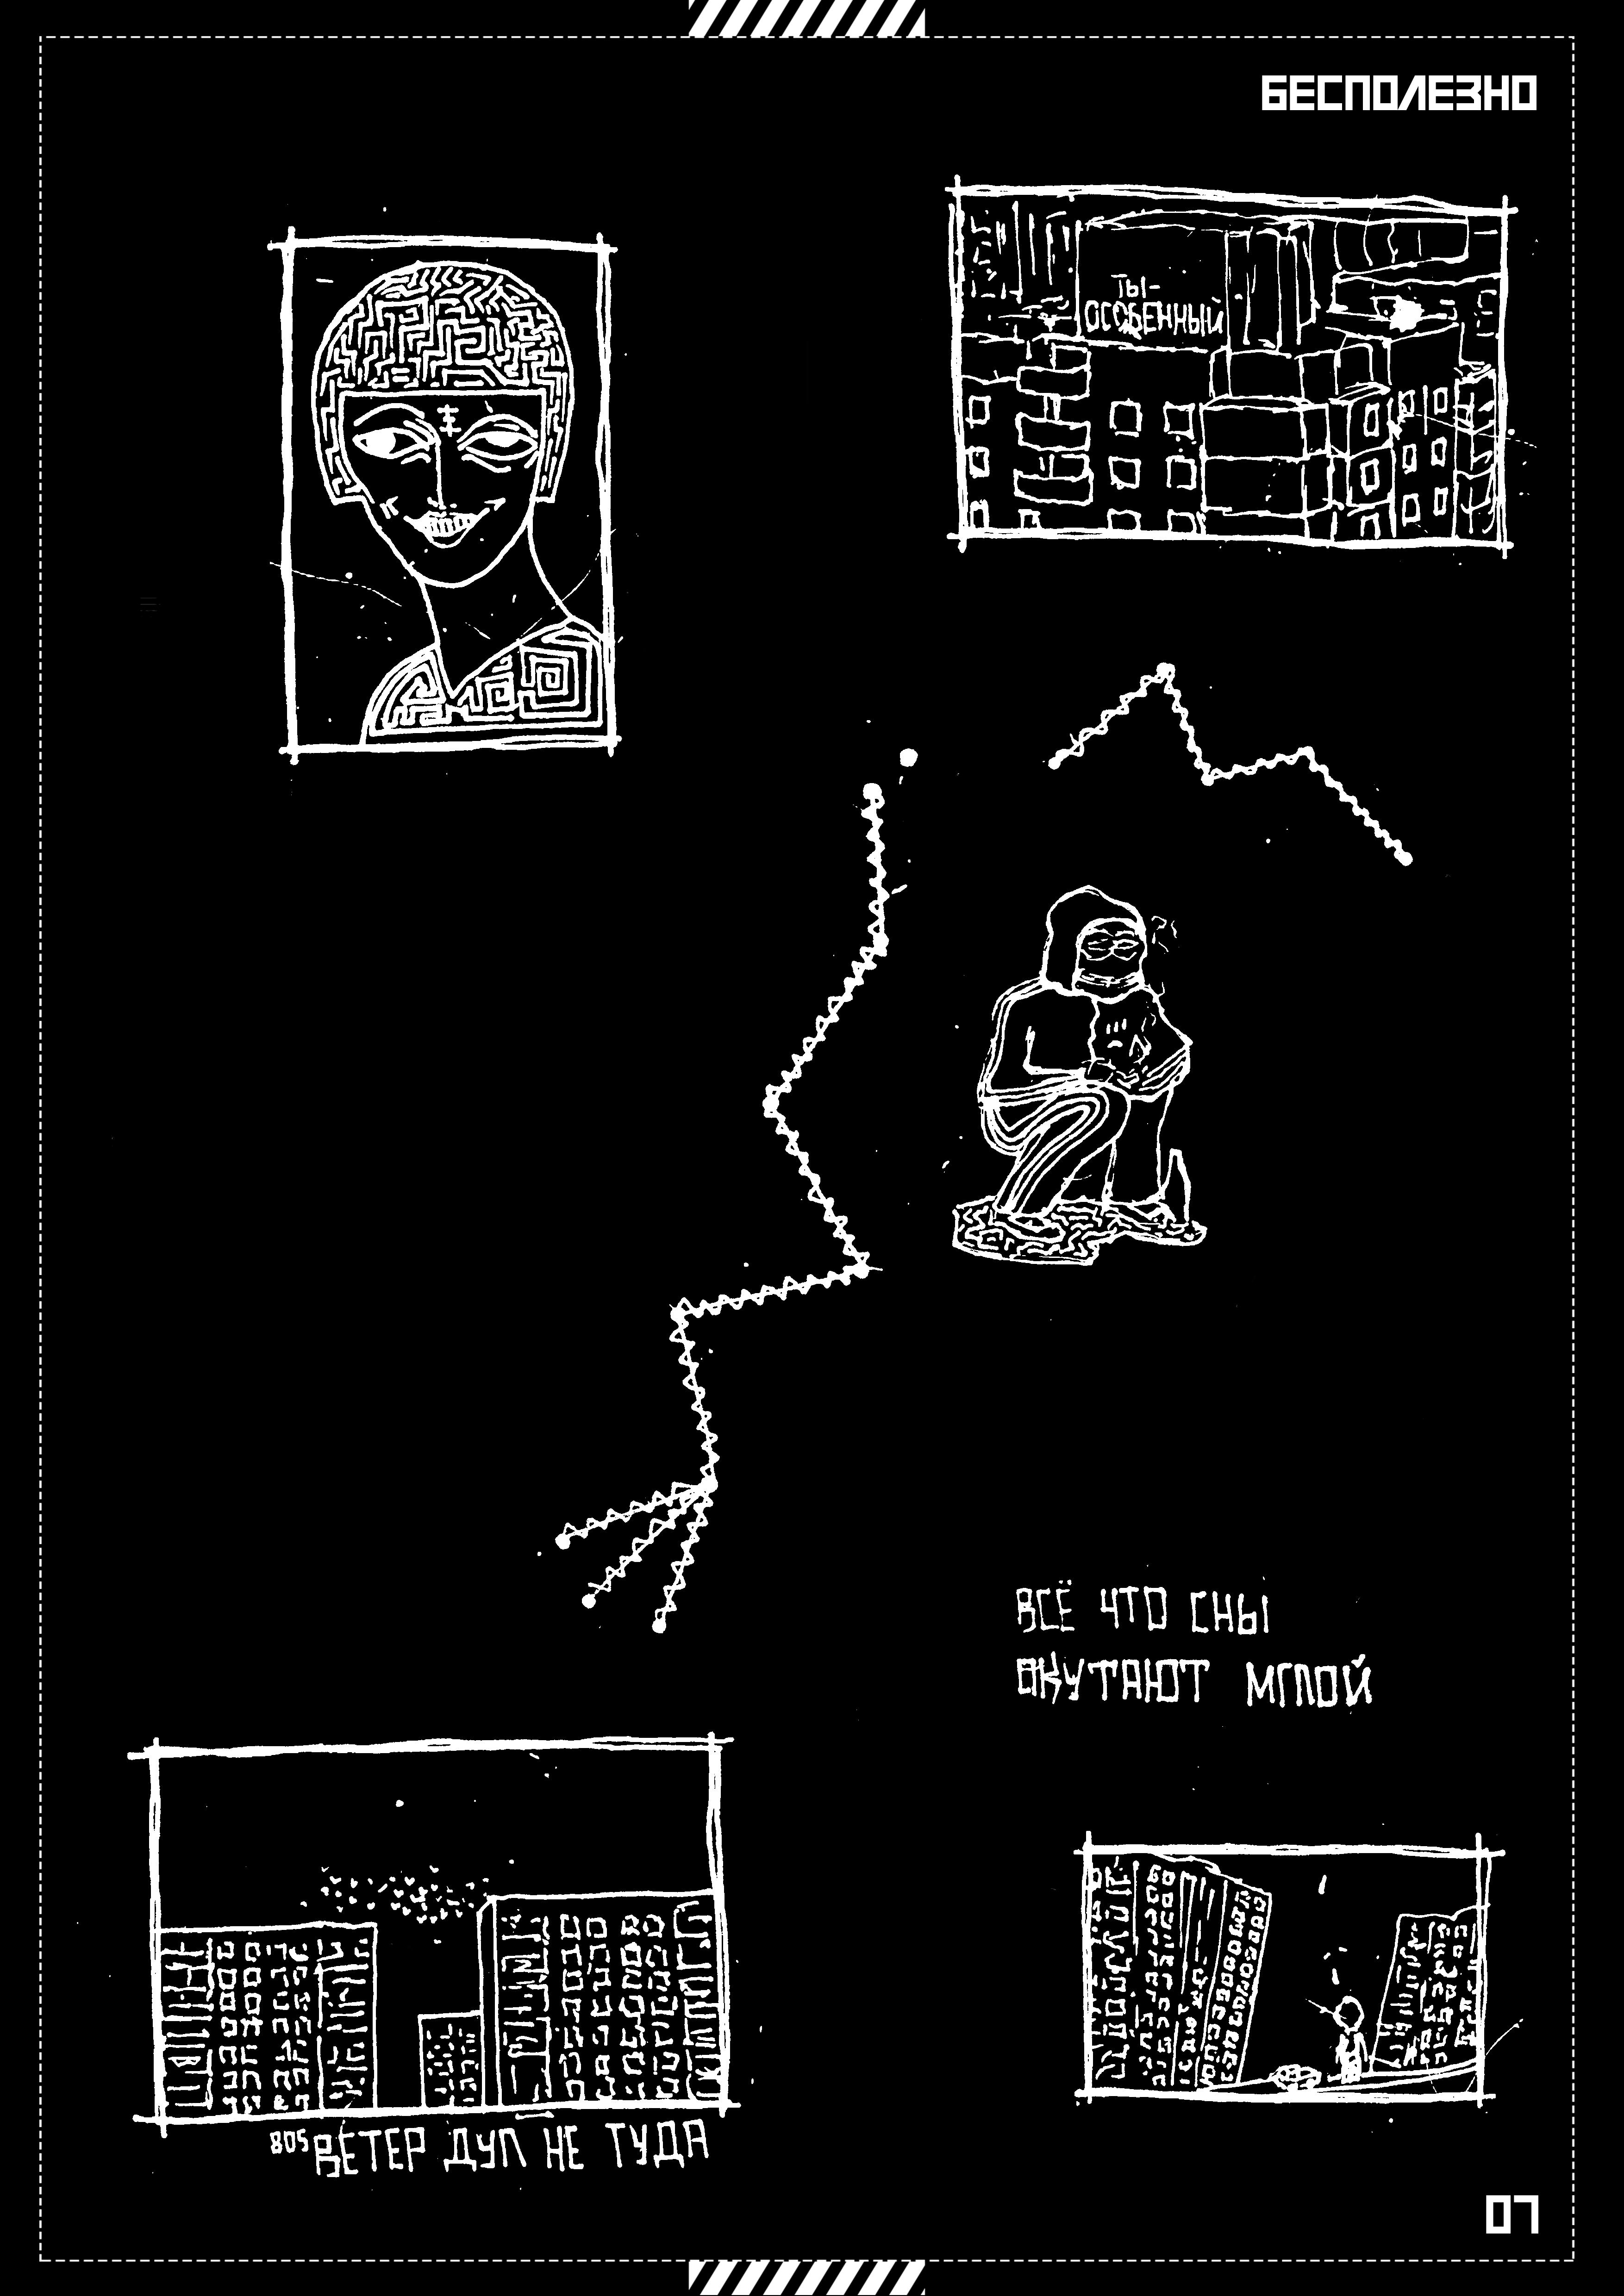 БЕСПОЛЕЗНО
ТЫ-
ОСОБЕННЫЙ
ВСЁ ЧТО СНЫ
ОКУТАЮТ МГЛОЙ
805 ВЕТЕР ДУЛ НЕ ТУДА
07